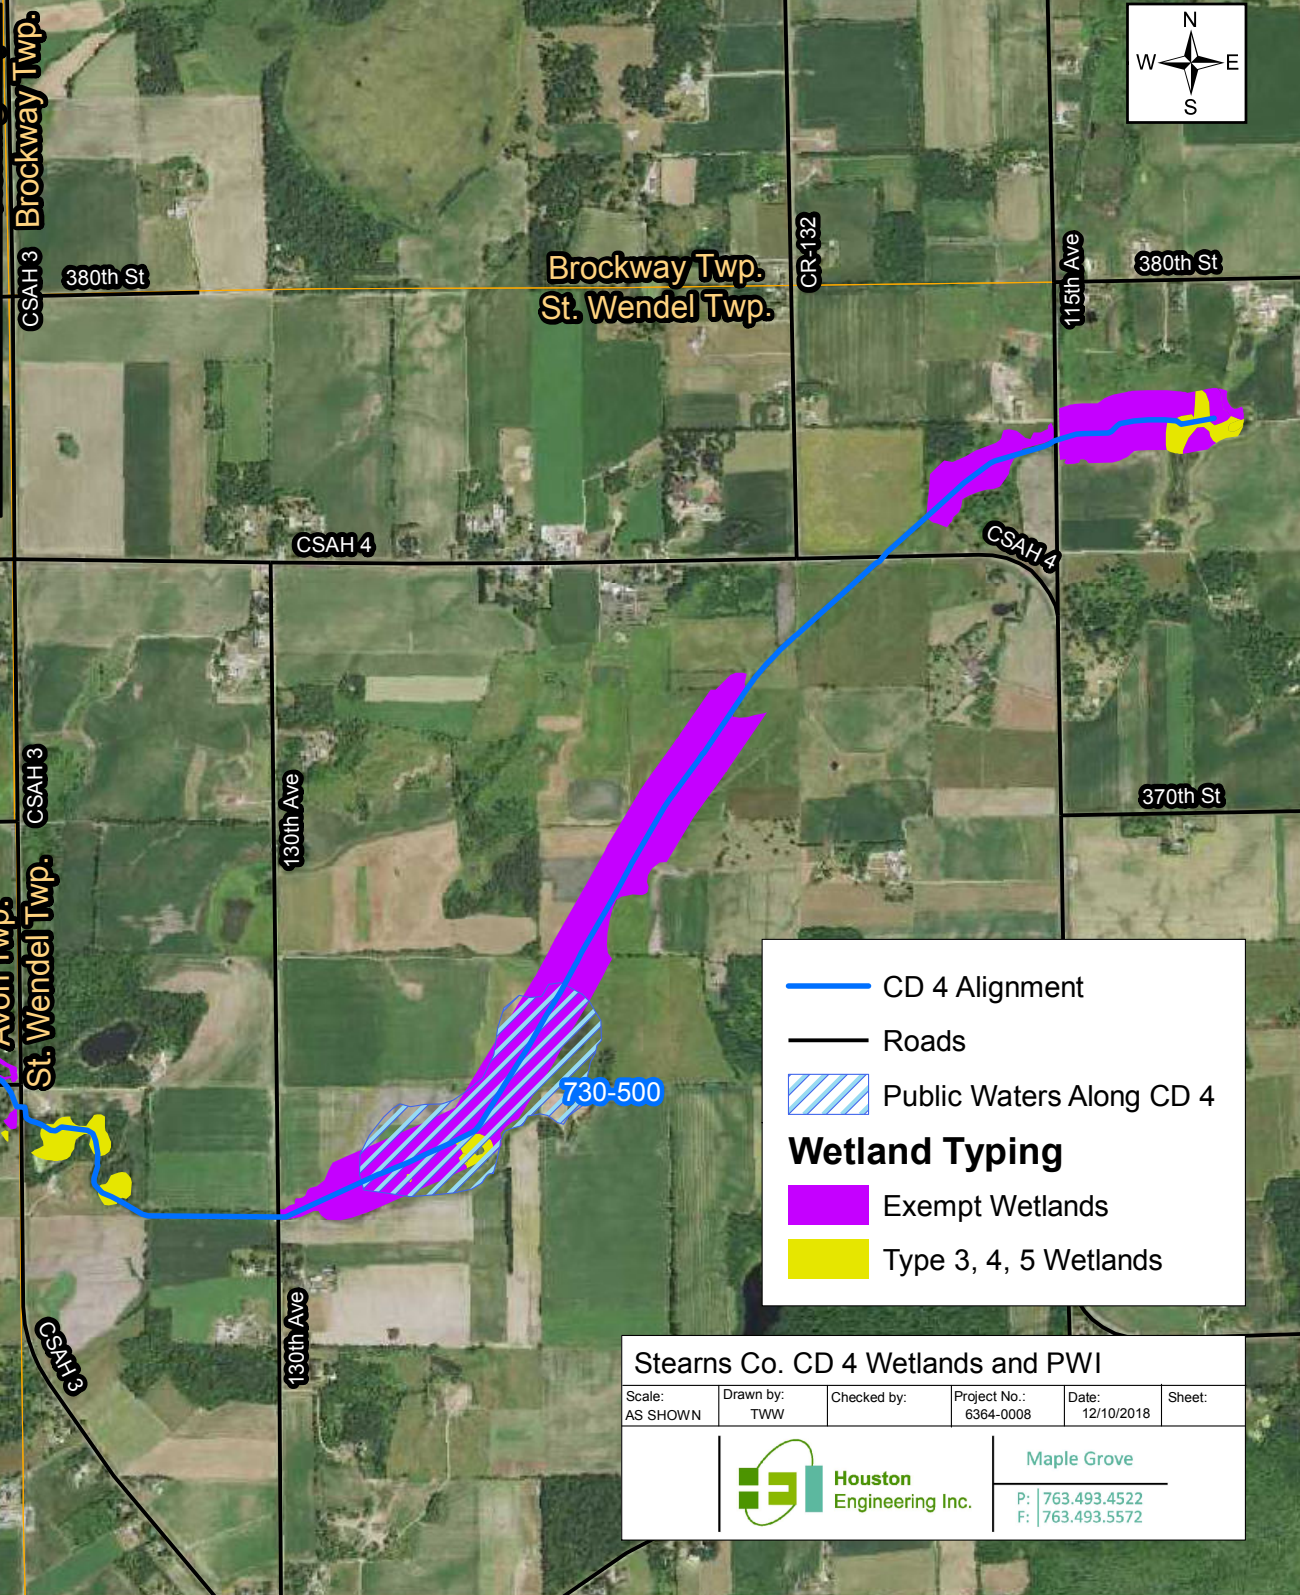 N
W E
S
Brockway Twp.
CSAH 3
380th St
Brockway Twp.
St. Wendel Twp.
CR-132
115th Ave
380th St
CSAH 4
CSAH 4
CSAH 3
130th Ave
370th St
Avon Twp.
St. Wendel Twp.
730-500
CD 4 Alignment
Roads
Public Waters Along CD 4
Wetland Typing
Exempt Wetlands
Type 3, 4, 5 Wetlands
130th Ave
CSAH 3
Stearns Co. CD 4 Wetlands and PWI
Scale: AS SHOWN
Drawn by: TWW
Checked by:
Project No.: 6364-0008
Date: 12/10/2018
Sheet:
Houston
Engineering Inc.
Maple Grove
P: 763.493.4522
F: 763.493.5572